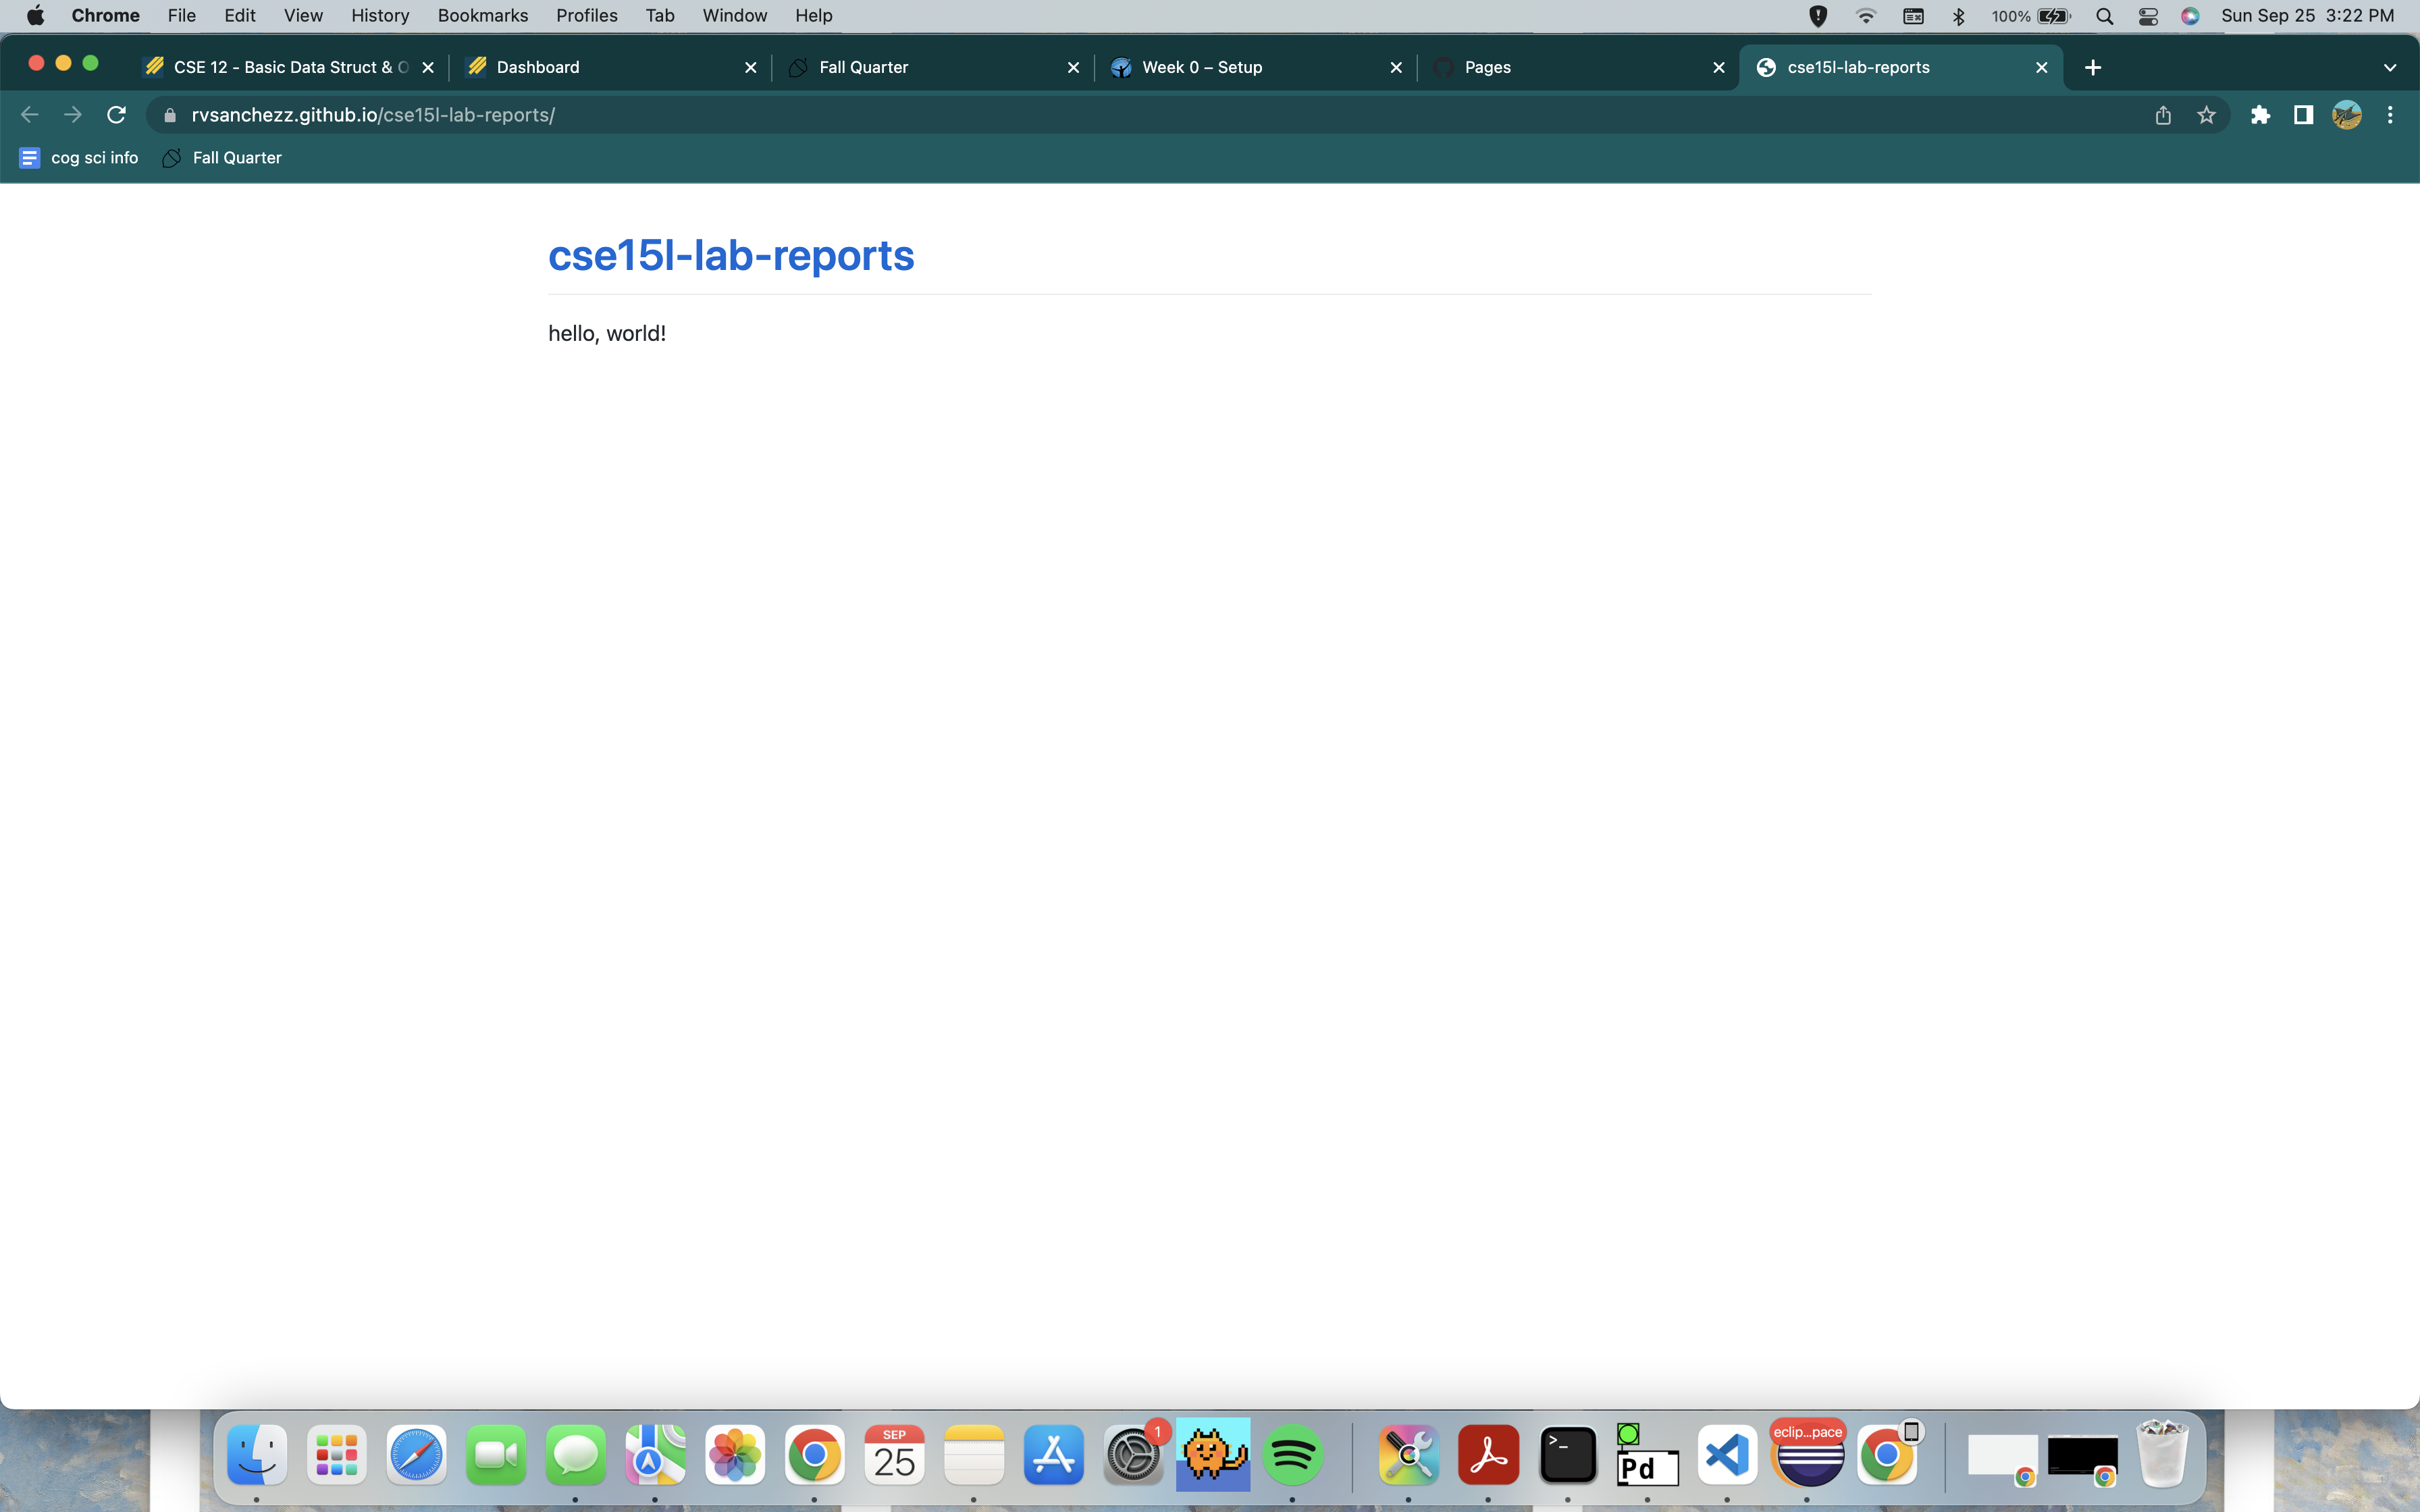 Chrome File Edit View History Bookmarks Profiles Tab Window Help 100% Sun Sep 25 3:22 PM
CSE 12 - Basic Data Struct & O Dashboard Fall Quarter Week 0 – Setup Pages cse15l-lab-reports
rvsanchezz.github.io/cse15l-lab-reports/
cog sci info Fall Quarter
cse15l-lab-reports
hello, world!
1
eclip...pace
SEP
25
>_
Pd